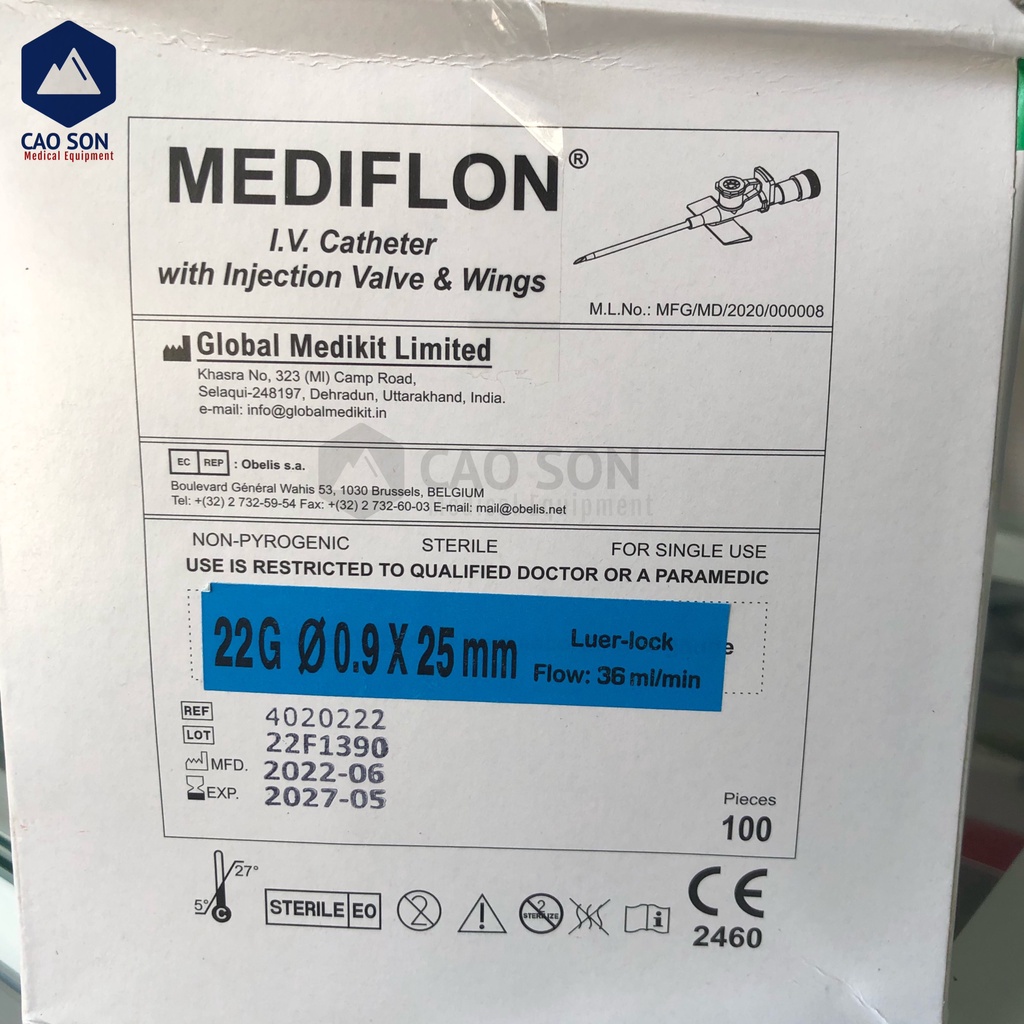 CAO SON
Medical Equipment
MEDIFLON®
I.V. Catheter
with Injection Valve & Wings
M.L.No.: MFG/MD/2020/000008
Global Medikit Limited
Khasra No, 323 (MI) Camp Road,
Selaqui-248197, Dehradun, Uttarakhand, India.
e-mail: info@globalmedikit.in
EC REP : Obelis s.a.
Boulevard Général Wahis 53, 1030 Brussels, BELGIUM
Tel: +(32) 2 732-59-54 Fax: +(32) 2 732-60-03 E-mail: mail@obelis.net
CAO SON
Medical Equipment
NON-PYROGENIC STERILE FOR SINGLE USE
USE IS RESTRICTED TO QUALIFIED DOCTOR OR A PARAMEDIC
22G Ø 0.9 X 25 mm
Luer-lock
Flow: 36 ml/min
REF 4020222
LOT 22F1390
MFD. 2022-06
EXP. 2027-05
Pieces
100
27°
5°
C
STERILE EO
2
2
STERILIZE
i
CE
2460